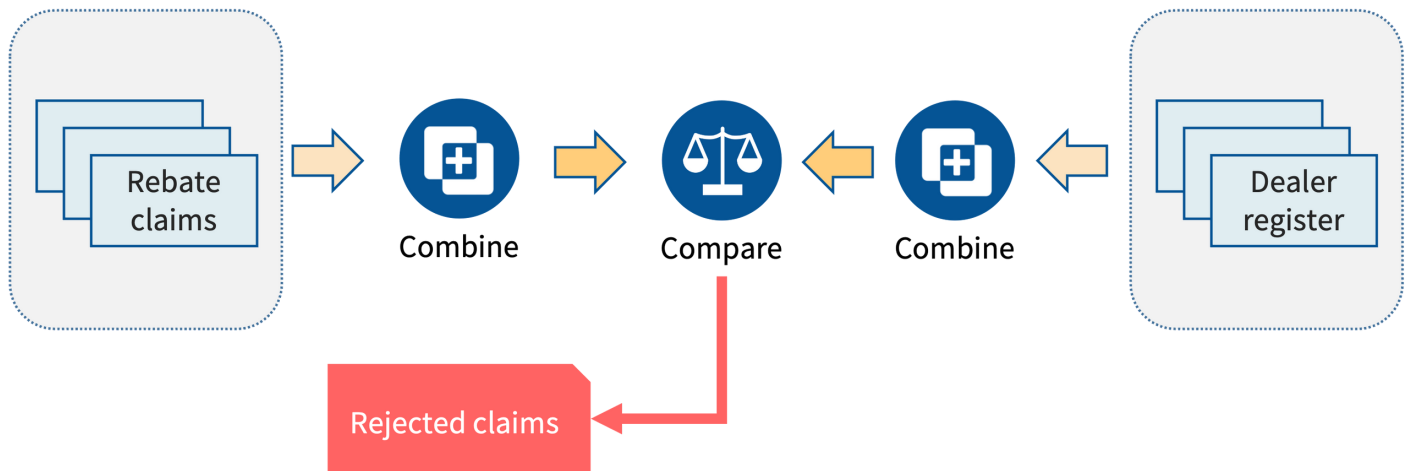 Rebate
claims
Combine
Compare
Combine
Dealer
register
Rejected claims